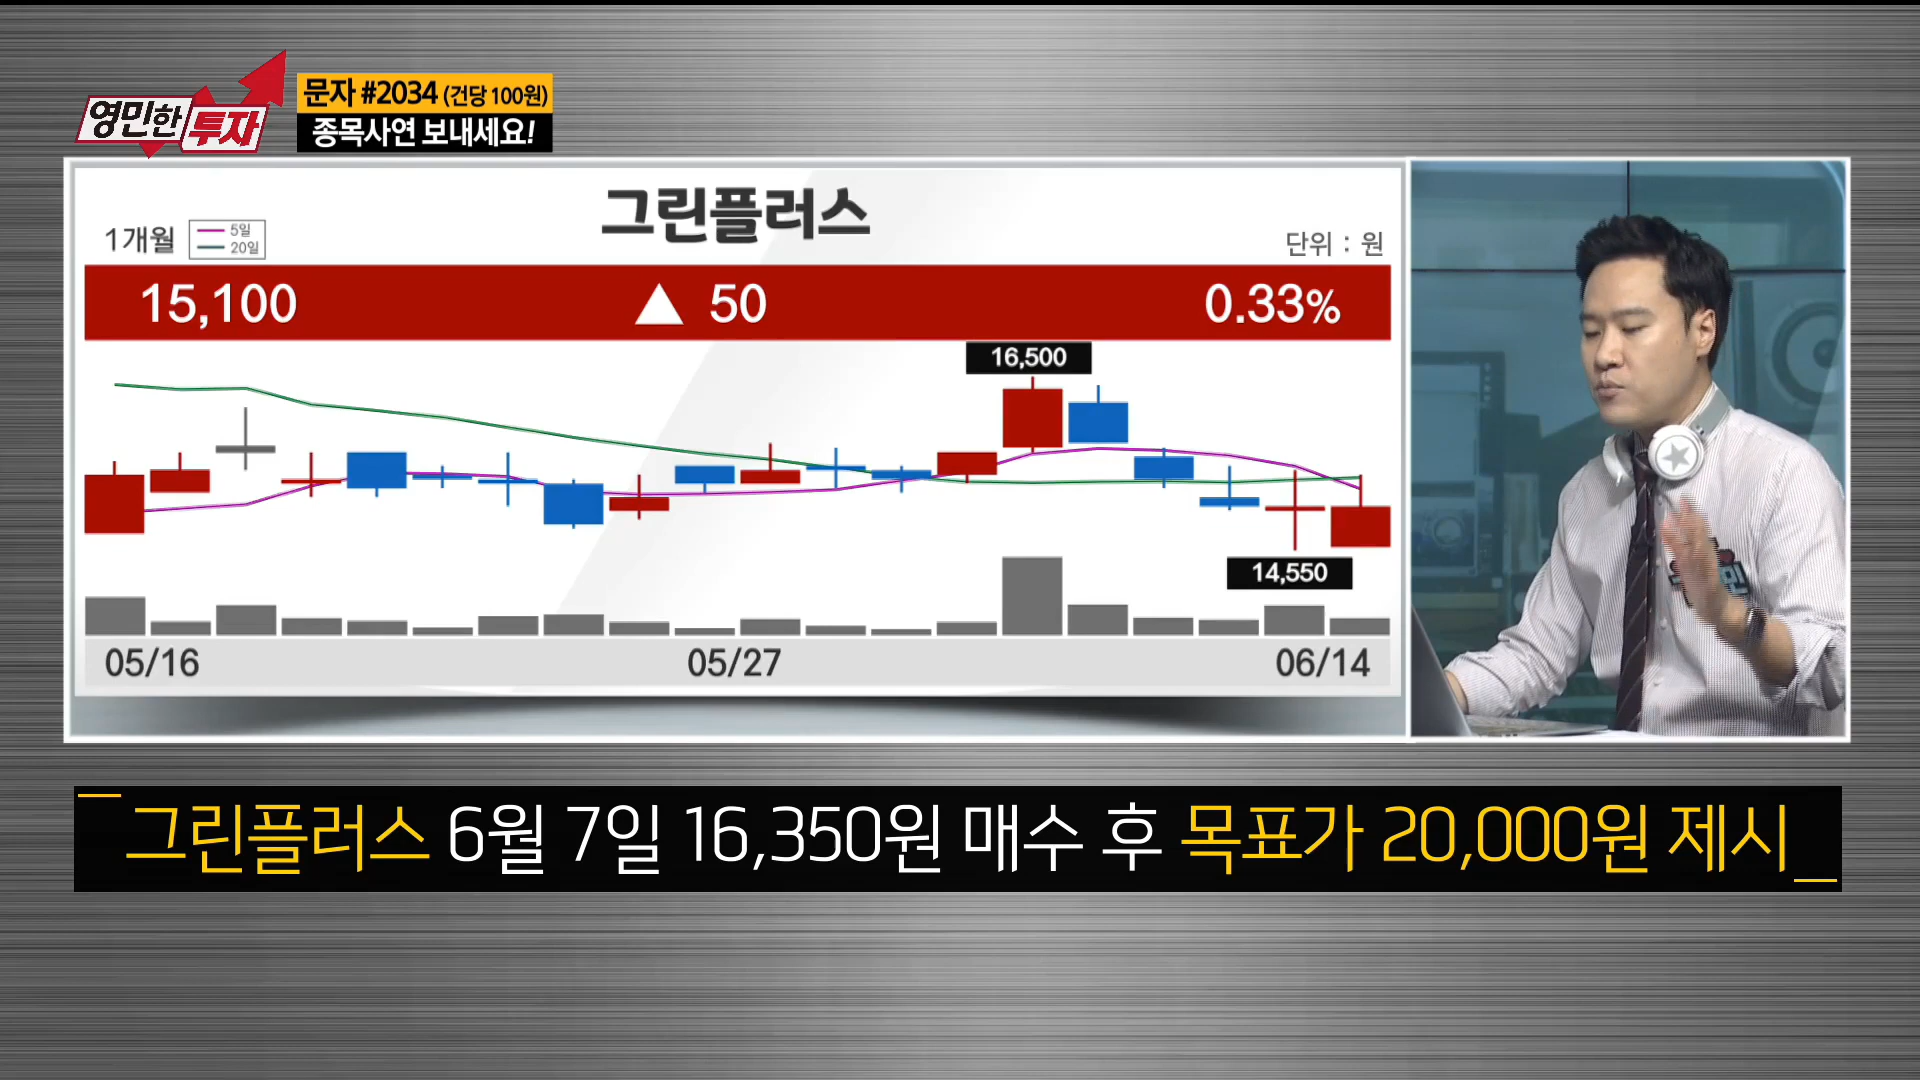 영민한 투자
문자 #2034 (건당 100원)
종목사연 보내세요!
그린플러스
1개월
5일
20일
단위 : 원
15,100 ▲ 50 0.33%
16,500
14,550
05/16 05/27 06/14
그린플러스 6월 7일 16,350원 매수 후 목표가 20,000원 제시